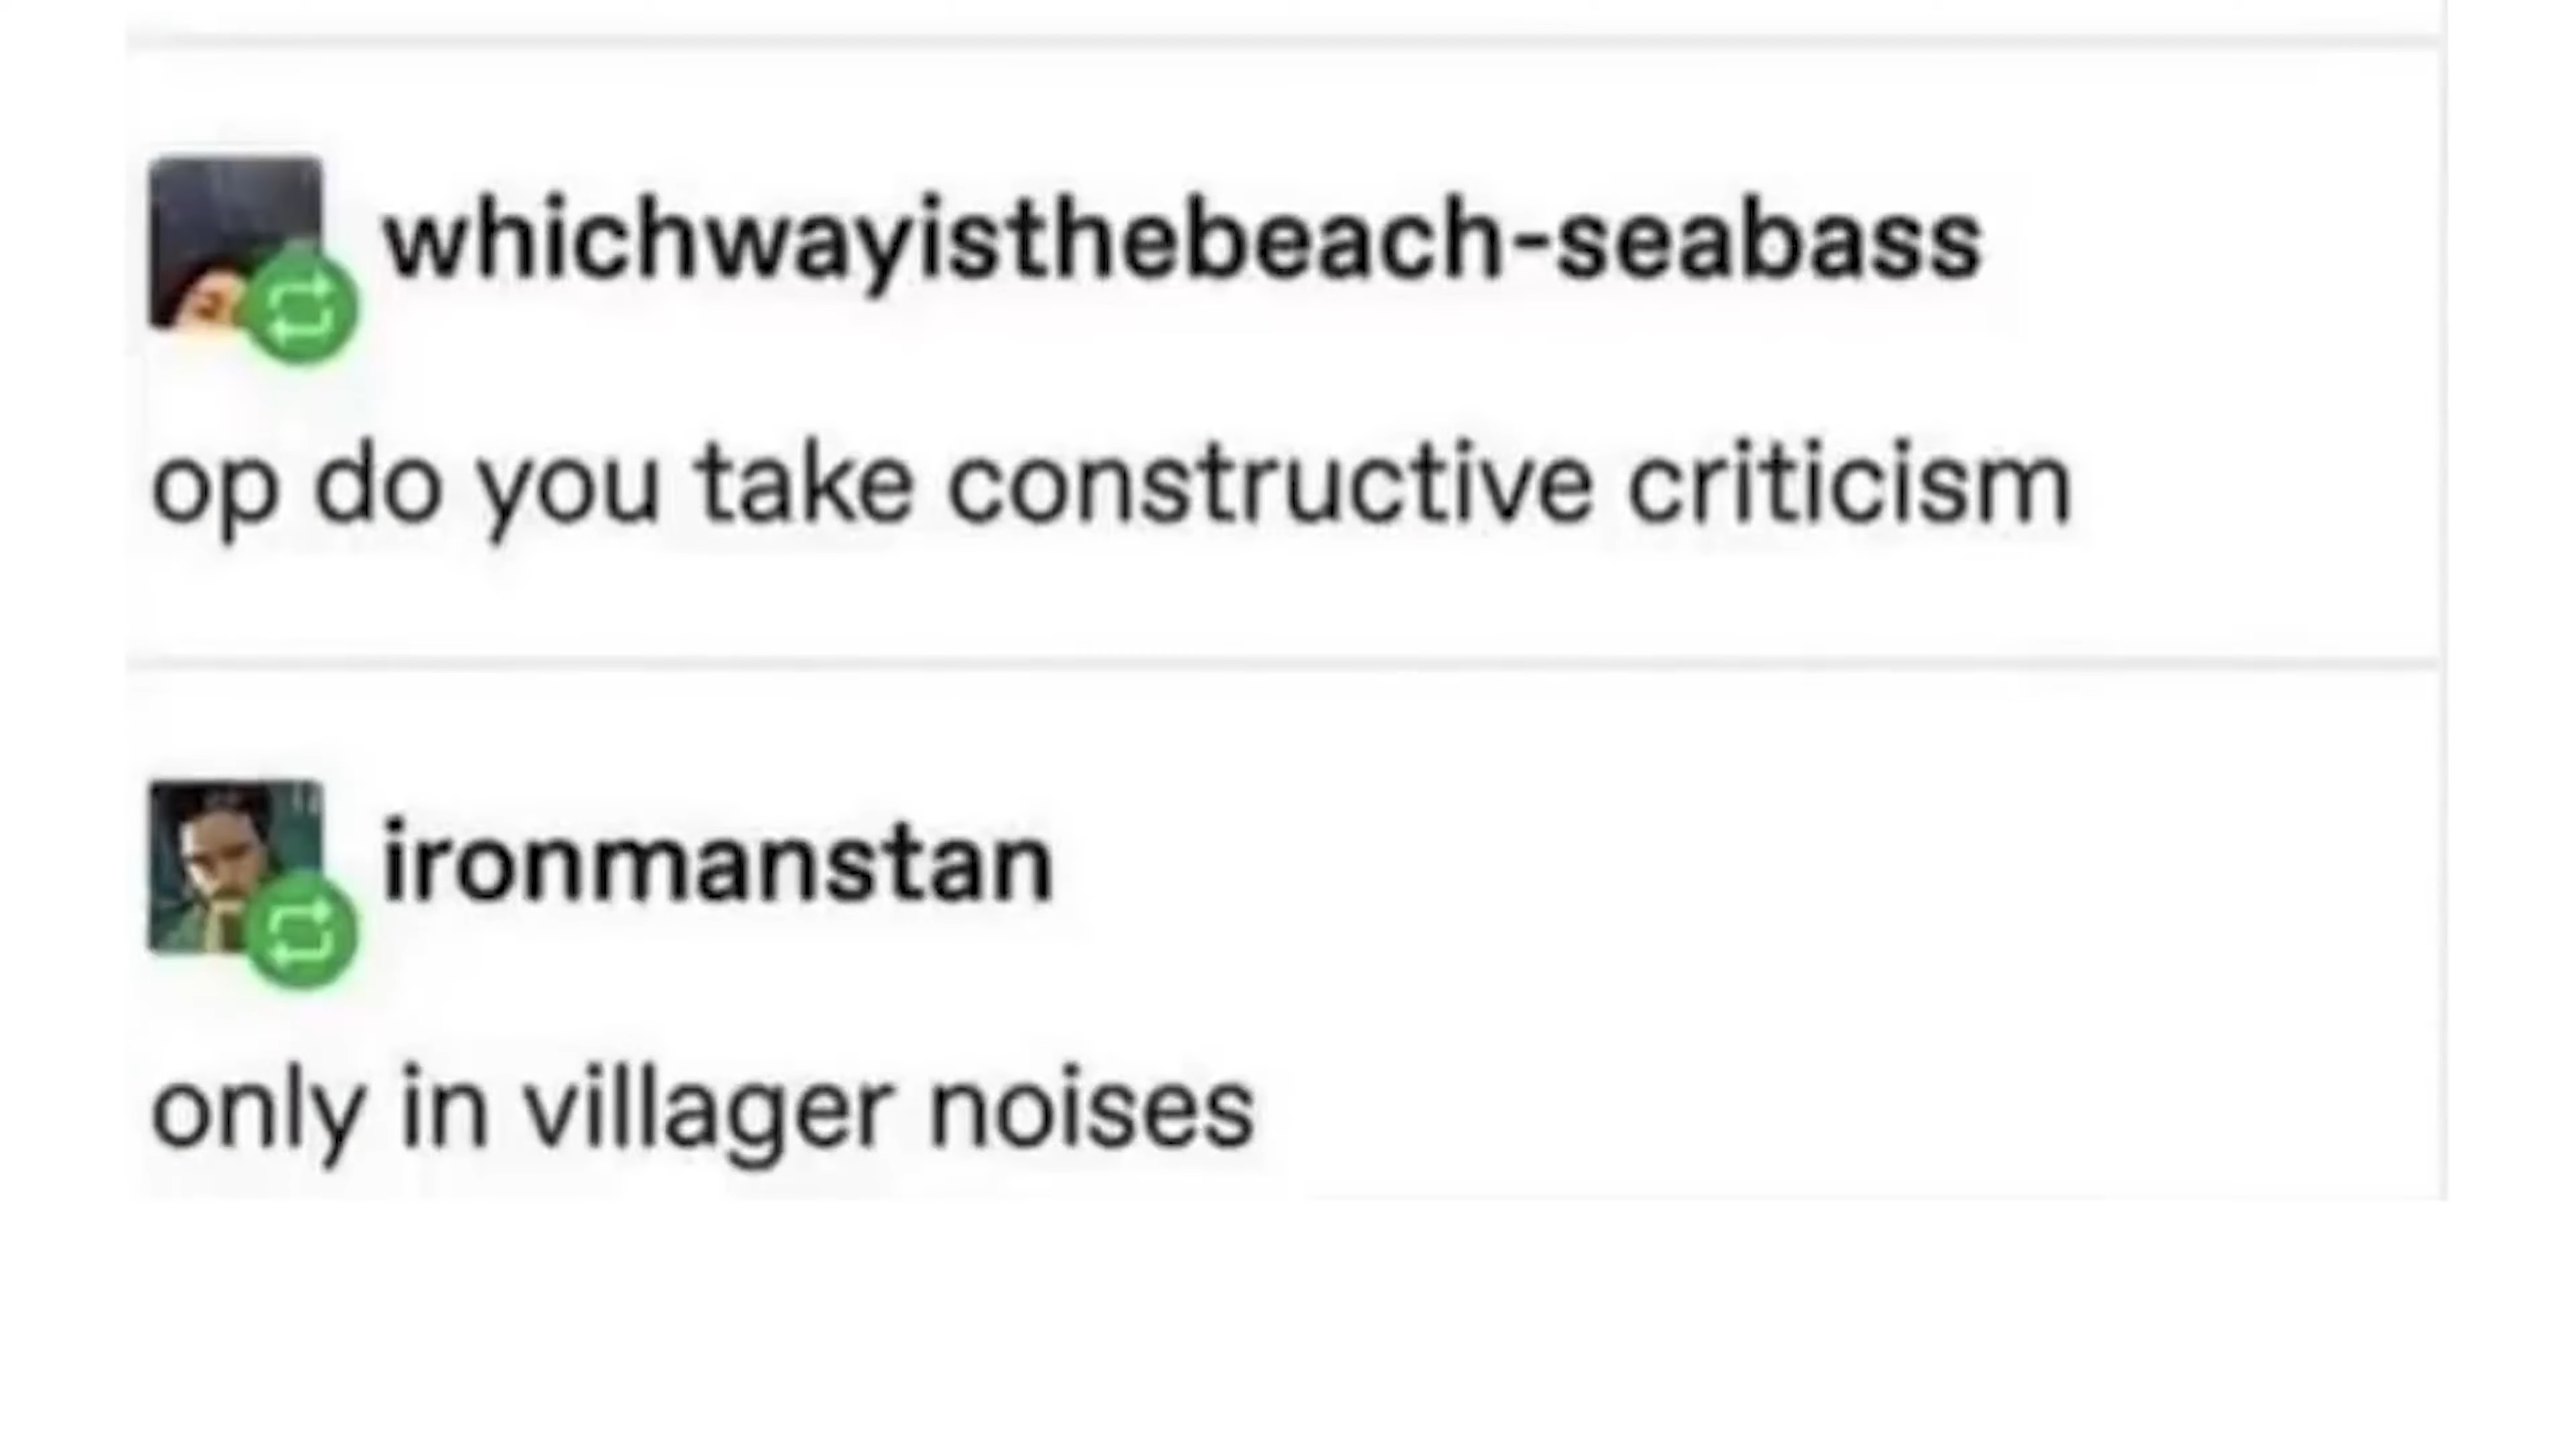 whichwayisthebeach-seabass
op do you take constructive criticism
ironmanstan
only in villager noises